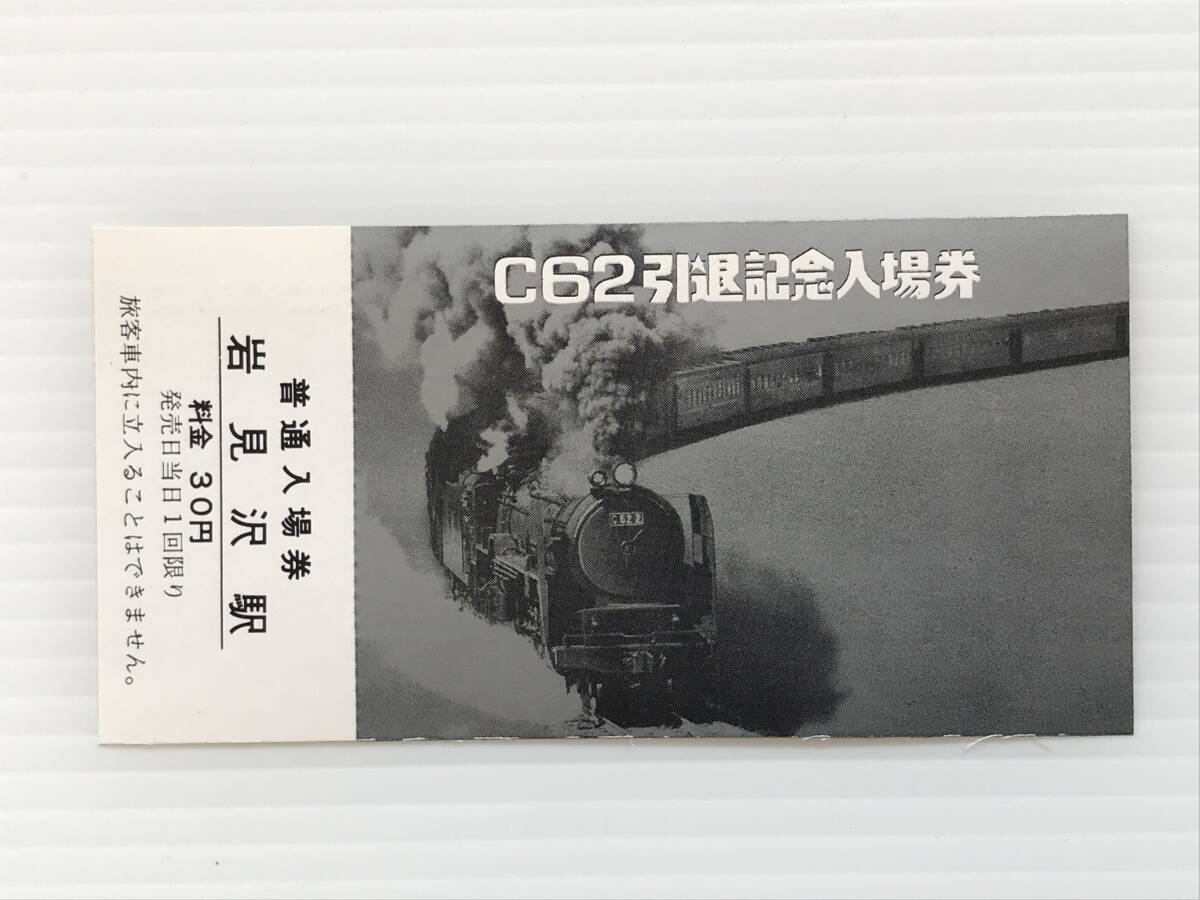 C62引退記念入場券
普通入場券
岩見沢駅
料金 30円
発売日当日1回限り
旅客車内に立入ることはできません。